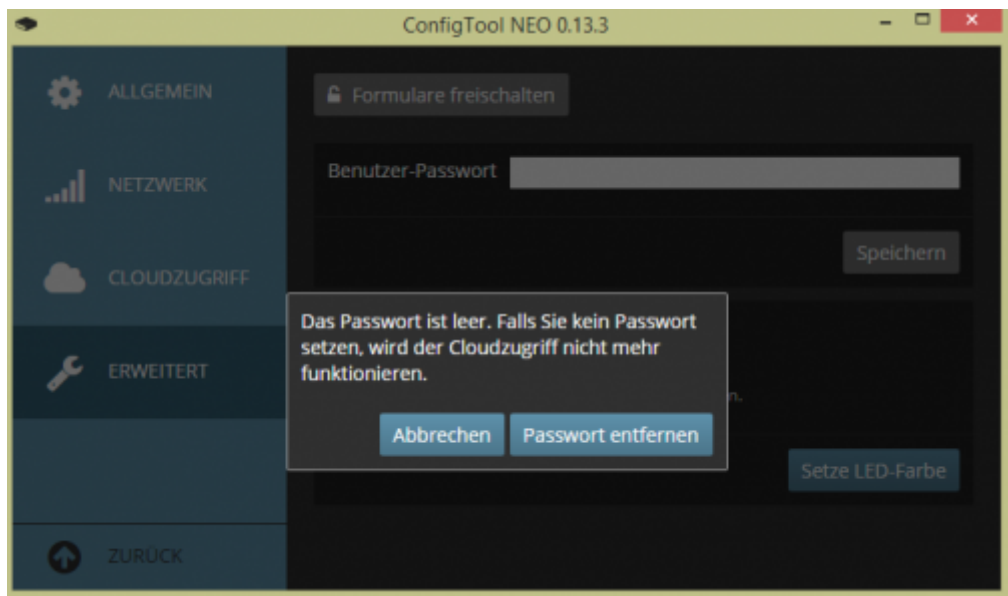 ConfigTool NEO 0.13.3
ALLGEMEIN
NETZWERK
CLOUDZUGRIFF
ERWEITERT
ZURÜCK
Formulare freischalten
Benutzer-Passwort
Speichern
Das Passwort ist leer. Falls Sie kein Passwort
setzen, wird der Cloudzugriff nicht mehr
funktionieren.
Abbrechen Passwort entfernen
Setze LED-Farbe